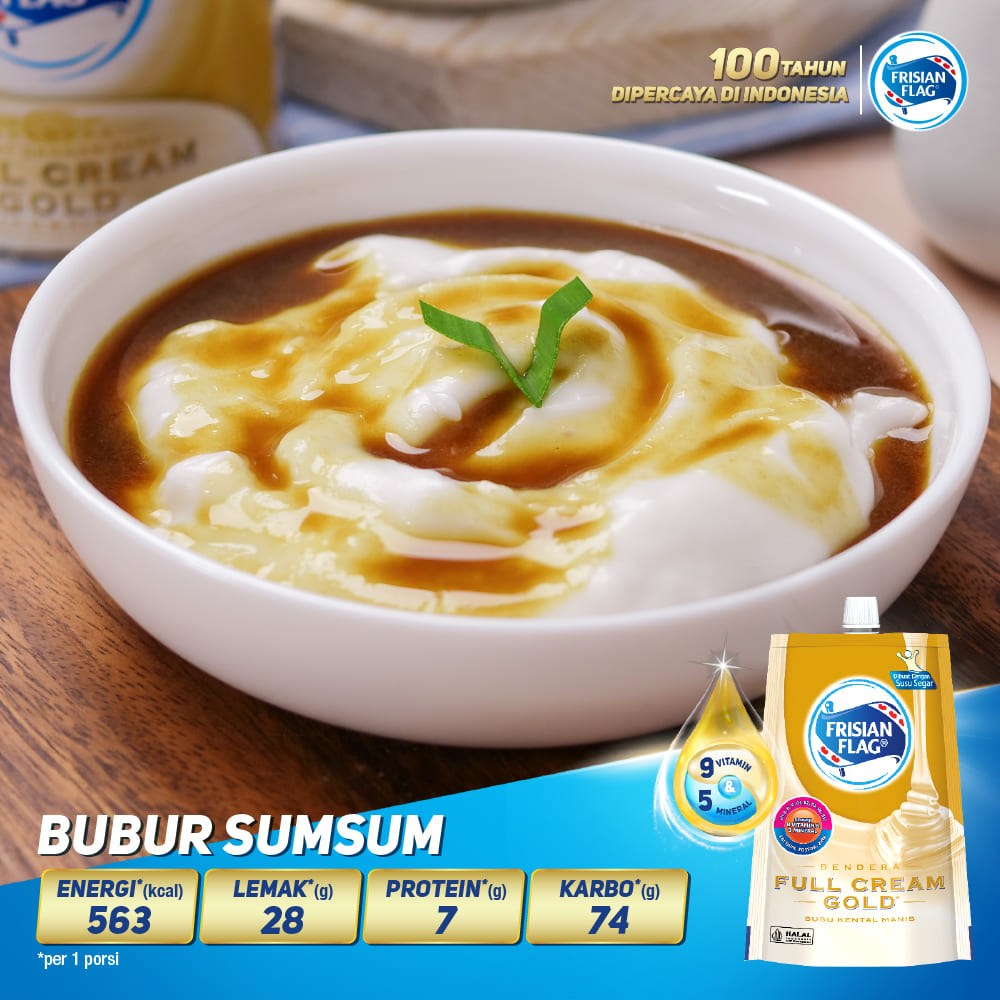 100 TAHUN
DIPERCAYA DI INDONESIA
FRISIAN
FLAG®
FLAG
L CREAM
GOLD
9 VITAMIN
&
5 MINERAL
Dibuat Dengan
Susu Segar
FRISIAN
FLAG®
BENDERA
FULL CREAM
GOLD
SUSU KENTAL MANIS
HALAL
INDONESIA
BUBUR SUMSUM
ENERGI*(kcal)
563
LEMAK*(g)
28
PROTEIN*(g)
7
KARBO*(g)
74
*per 1 porsi